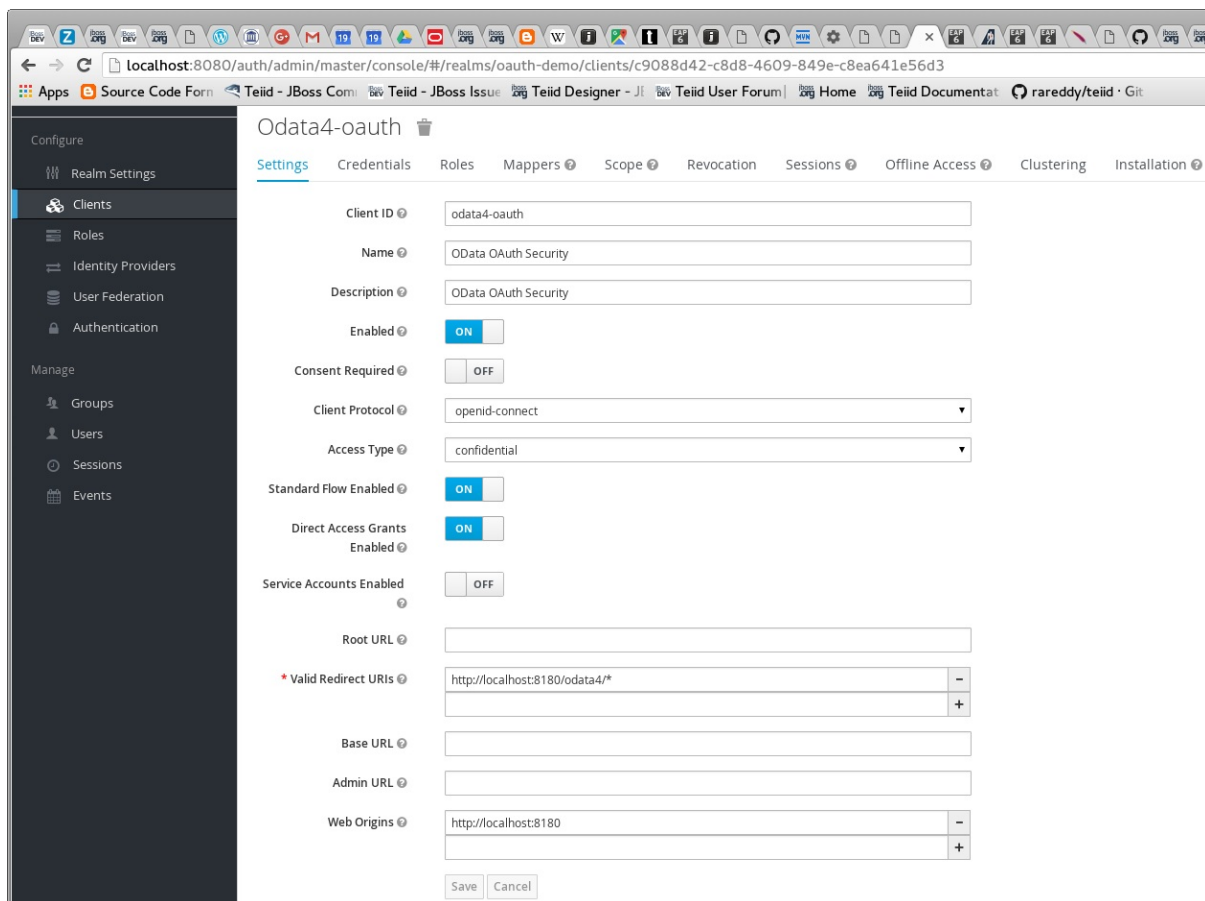 localhost:8080/auth/admin/master/console/#/realms/oauth-demo/clients/c9088d42-c8d8-4609-849e-c8ea641e56d3
Apps Source Code Forn Teiid - JBoss Com Teiid - JBoss Issue Teiid Designer - J Teiid User Forum| Home Teiid Documentat rareddy/teiid · Git
Odata4-oauth
Settings Credentials Roles Mappers Scope Revocation Sessions Offline Access Clustering Installation
Configure
Realm Settings
Clients
Roles
Identity Providers
User Federation
Authentication
Manage
Groups
Users
Sessions
Events
Client ID odata4-oauth
Name OData OAuth Security
Description OData OAuth Security
Enabled ON
Consent Required OFF
Client Protocol openid-connect
Access Type confidential
Standard Flow Enabled ON
Direct Access Grants ON
Enabled
Service Accounts Enabled OFF
Root URL
* Valid Redirect URIs http://localhost:8180/odata4/* -
+
Base URL
Admin URL
Web Origins http://localhost:8180 -
+
Save Cancel